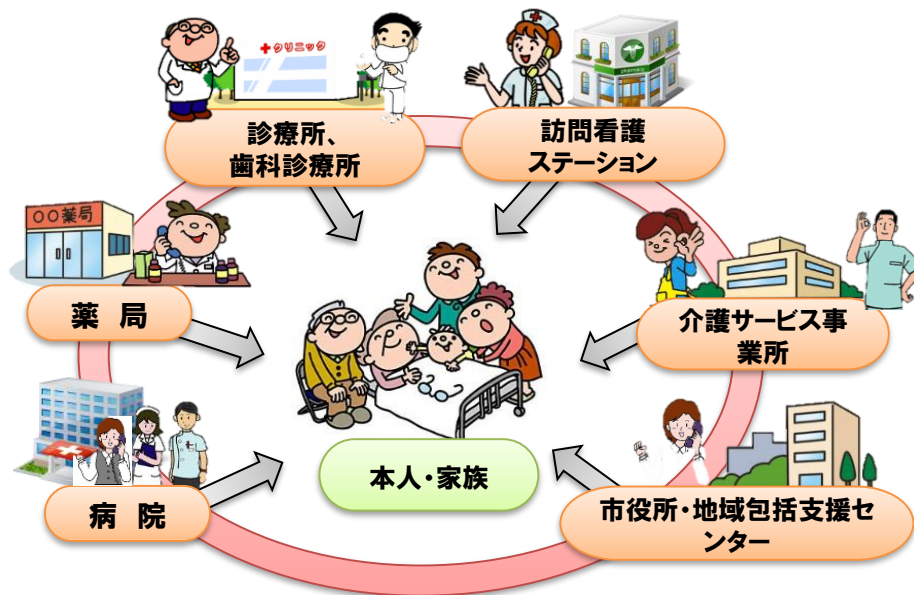 クリニック
診療所、
歯科診療所
pharmacy
訪問看護
ステーション
〇〇薬局
薬 局
介護サービス事
業所
病 院
本人・家族
市役所・地域包括支援セ
ンター